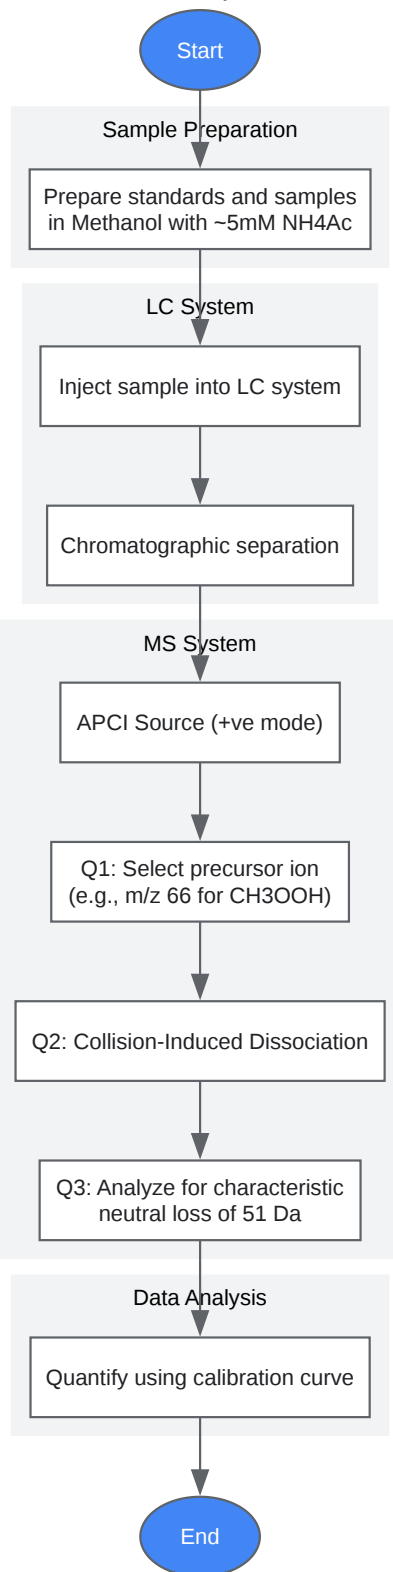 Start
Sample Preparation
Prepare standards and samples
in Methanol with ~5mM NH4Ac
LC System
Inject sample into LC system
Chromatographic separation
MS System
APCI Source (+ve mode)
Q1: Select precursor ion
(e.g., m/z 66 for CH3OOH)
Q2: Collision-Induced Dissociation
Q3: Analyze for characteristic
neutral loss of 51 Da
Data Analysis
Quantify using calibration curve
End